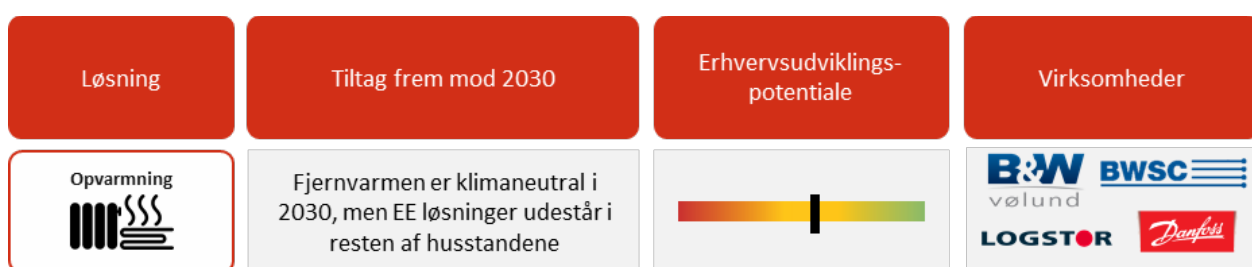 Løsning
Tiltag frem mod 2030
Erhvervsudviklings-
potentiale
Virksomheder
Opvarmning
Fjernvarmen er klimaneutral i
2030, men EE løsninger udestår i
resten af husstandene
B&W
vølund
BWSC
LOGSTOR
Danfoss